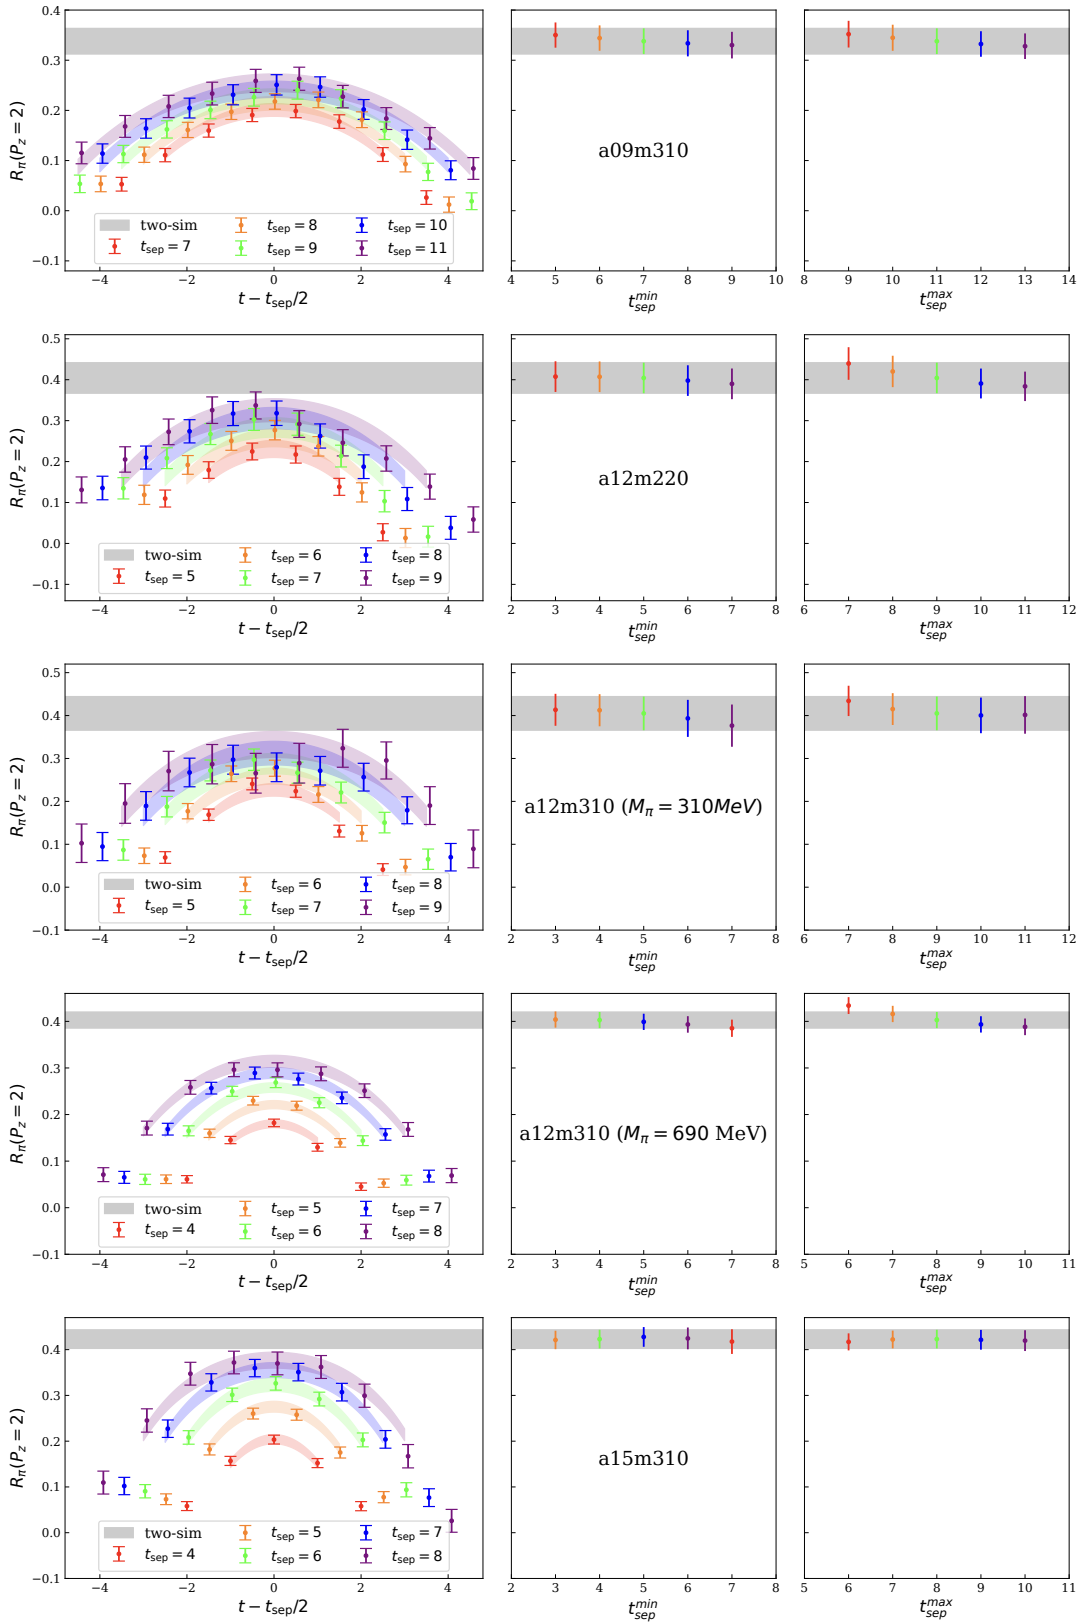 R_π(P_z = 2)
0.4
0.3
0.2
0.1
0.0
−0.1
two-sim
t_sep = 7
t_sep = 8
t_sep = 9
t_sep = 10
t_sep = 11
−4 −2 0 2 4
t − t_sep/2
4 5 6 7 8 9 10
t_sep^min
a09m310
8 9 10 11 12 13 14
t_sep^max
R_π(P_z = 2)
0.5
0.4
0.3
0.2
0.1
0.0
−0.1
two-sim
t_sep = 5
t_sep = 6
t_sep = 7
t_sep = 8
t_sep = 9
−4 −2 0 2 4
t − t_sep/2
2 3 4 5 6 7 8
t_sep^min
a12m220
6 7 8 9 10 11 12
t_sep^max
R_π(P_z = 2)
0.5
0.4
0.3
0.2
0.1
0.0
−0.1
two-sim
t_sep = 5
t_sep = 6
t_sep = 7
t_sep = 8
t_sep = 9
−4 −2 0 2 4
t − t_sep/2
2 3 4 5 6 7 8
t_sep^min
a12m310 (M_π = 310MeV)
6 7 8 9 10 11 12
t_sep^max
R_π(P_z = 2)
0.4
0.3
0.2
0.1
0.0
−0.1
two-sim
t_sep = 4
t_sep = 5
t_sep = 6
t_sep = 7
t_sep = 8
−4 −2 0 2 4
t − t_sep/2
2 3 4 5 6 7 8
t_sep^min
a12m310 (M_π = 690 MeV)
5 6 7 8 9 10 11
t_sep^max
R_π(P_z = 2)
0.4
0.3
0.2
0.1
0.0
−0.1
two-sim
t_sep = 4
t_sep = 5
t_sep = 6
t_sep = 7
t_sep = 8
−4 −2 0 2 4
t − t_sep/2
2 3 4 5 6 7 8
t_sep^min
a15m310
5 6 7 8 9 10 11
t_sep^max